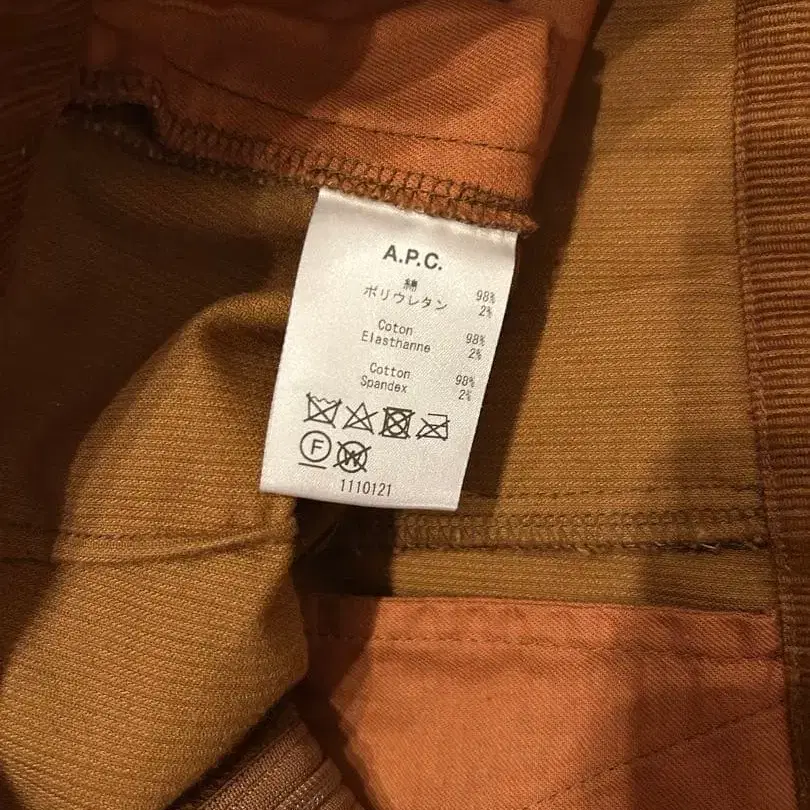 A.P.C.
綿 98%
ポリウレタン 2%
Coton 98%
Elasthanne 2%
Cotton 98%
Spandex 2%
F W
1110121